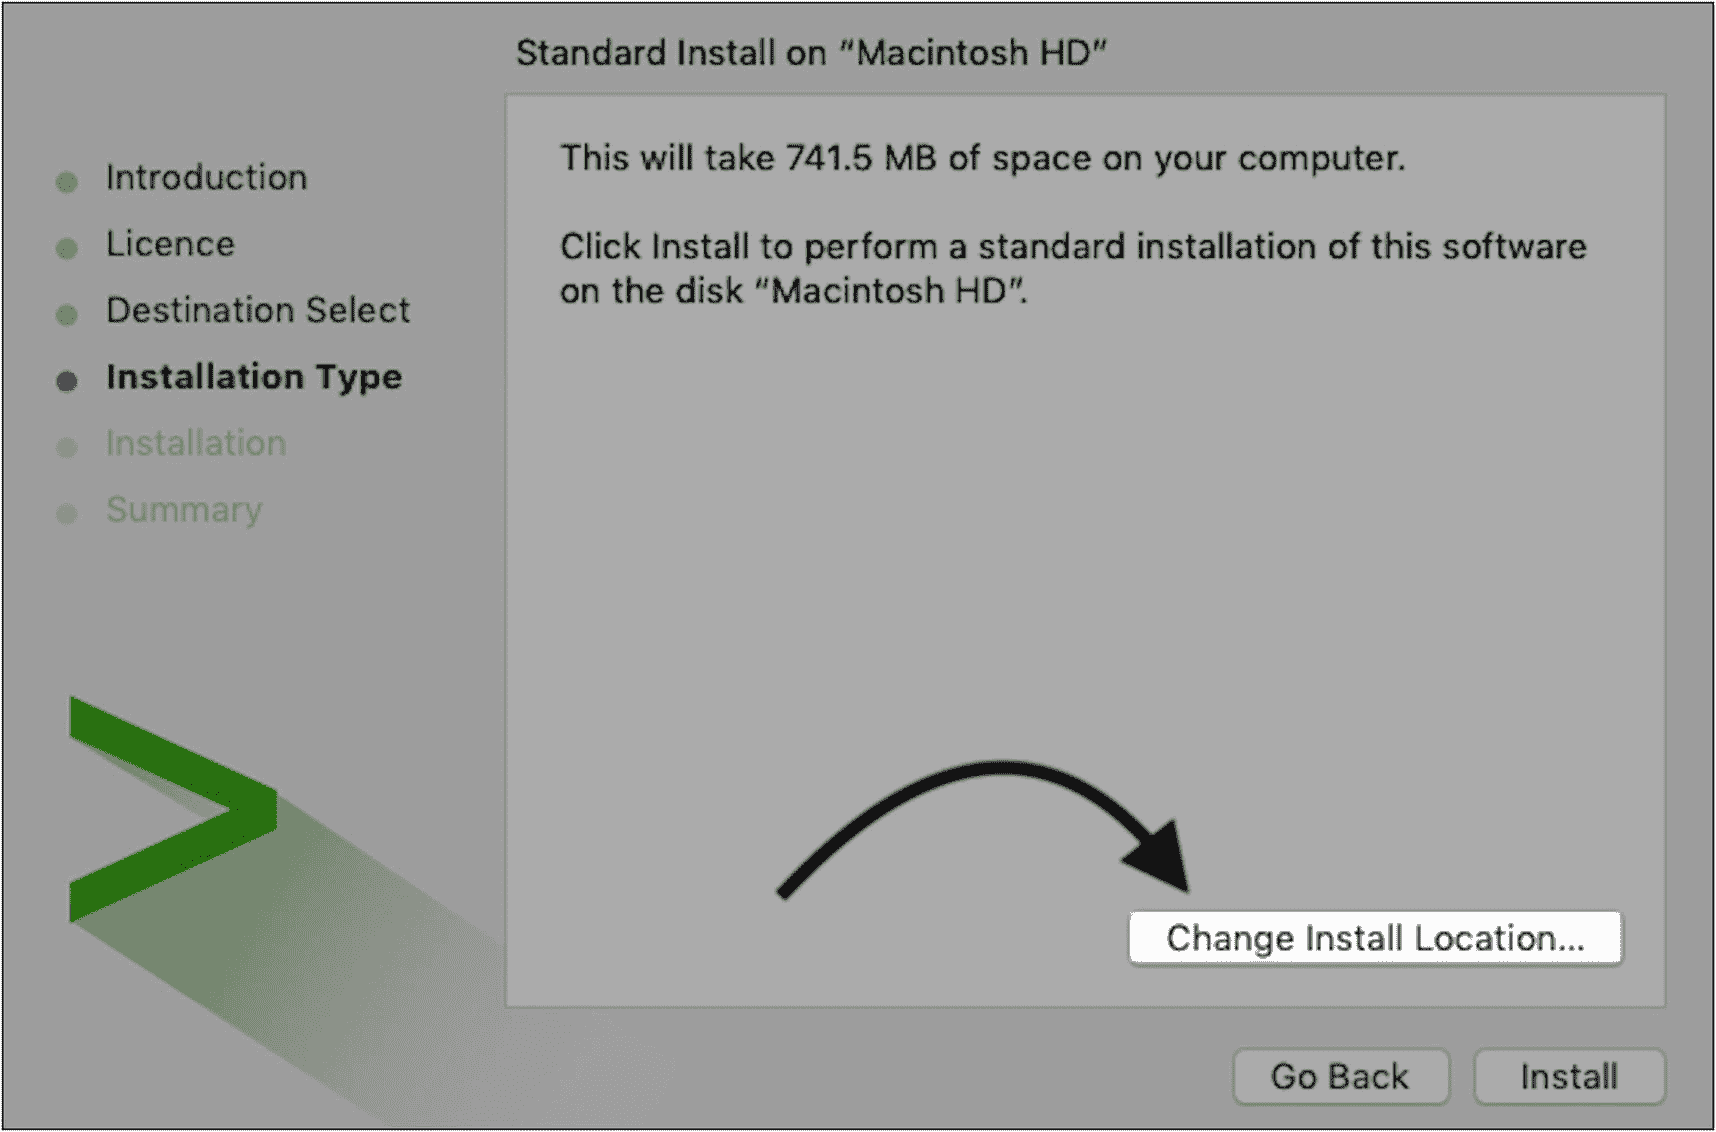 Standard Install on “Macintosh HD”
Introduction
Licence
Destination Select
Installation Type
Installation
Summary
This will take 741.5 MB of space on your computer.
Click Install to perform a standard installation of this software
on the disk “Macintosh HD”.
Change Install Location...
Go Back
Install